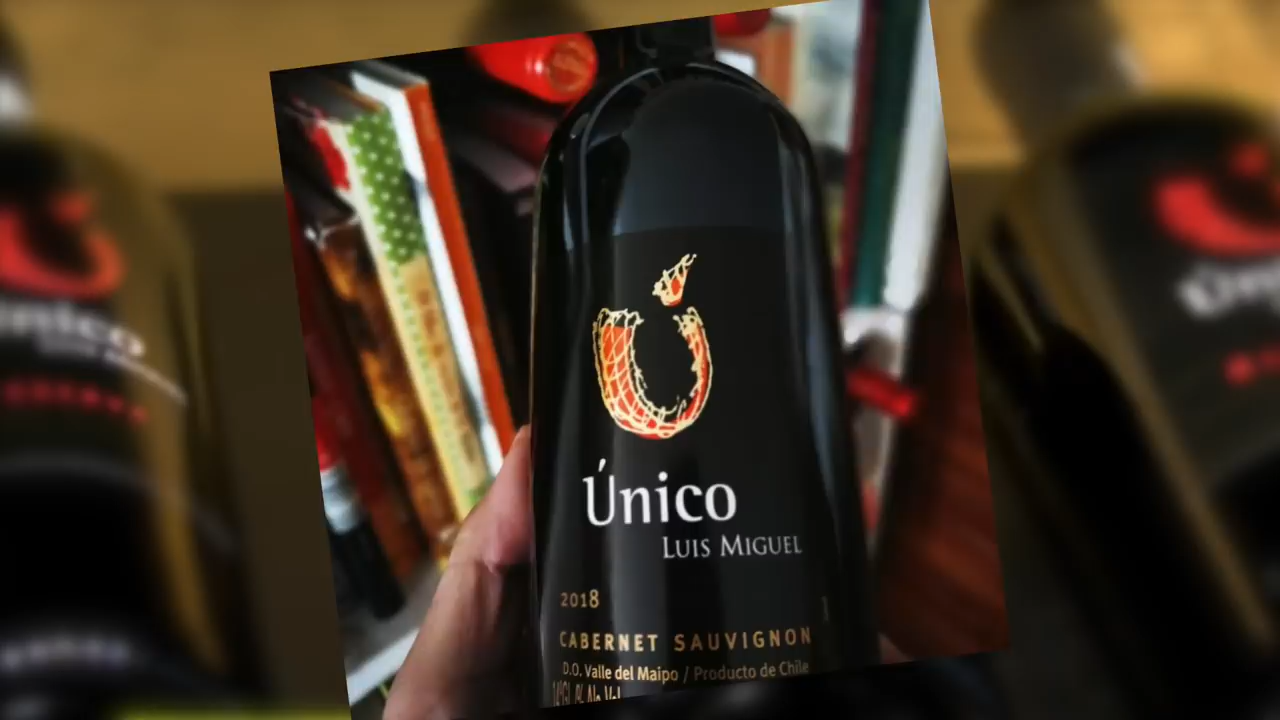 Único
LUIS MIGUEL
2018
CABERNET SAUVIGNON
D.O. Valle del Maipo / Producto de Chile